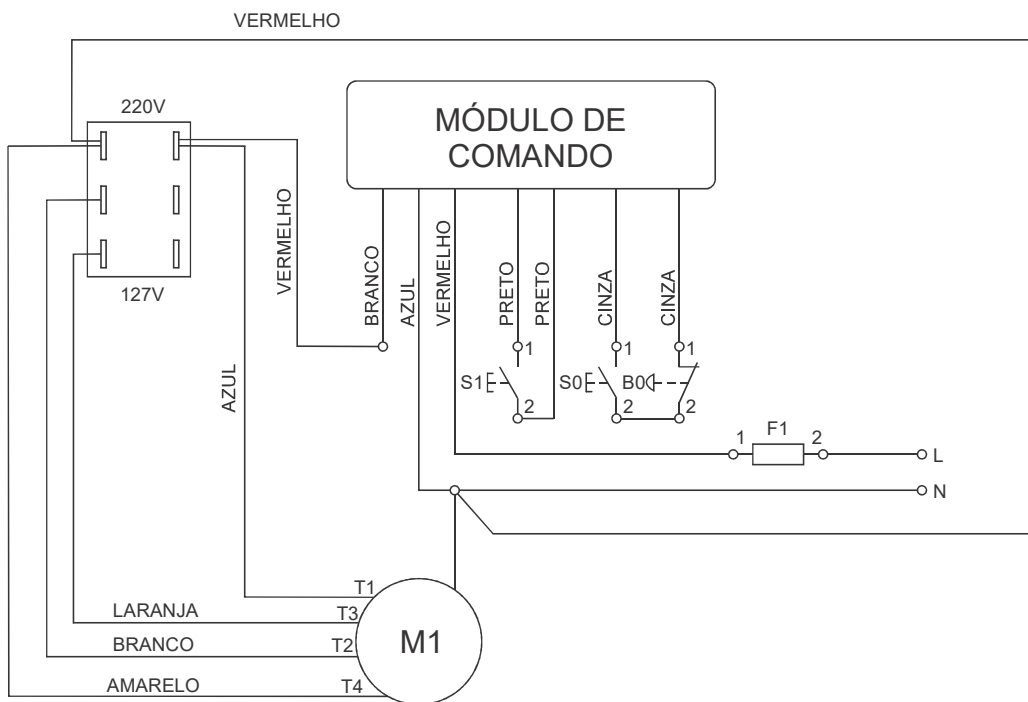 VERMELHO
220V
127V
MÓDULO DE
COMANDO
VERMELHO
BRANCO
AZUL
VERMELHO
PRETO
PRETO
CINZA
CINZA
1
1
1
S1
S0
B0
2
2
2
AZUL
1
F1
2
L
N
T1
LARANJA
T3
BRANCO
T2
M1
AMARELO
T4